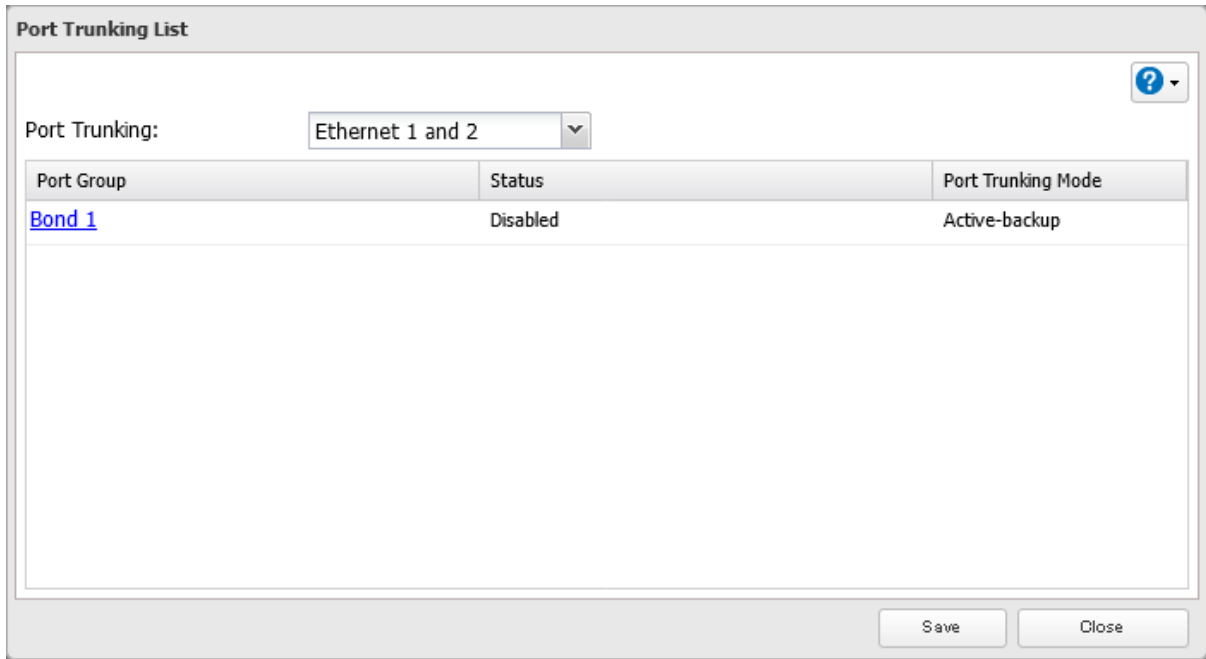 Port Trunking List
?
Port Trunking: Ethernet 1 and 2
Port Group Status Port Trunking Mode
Bond 1 Disabled Active-backup
Save Close